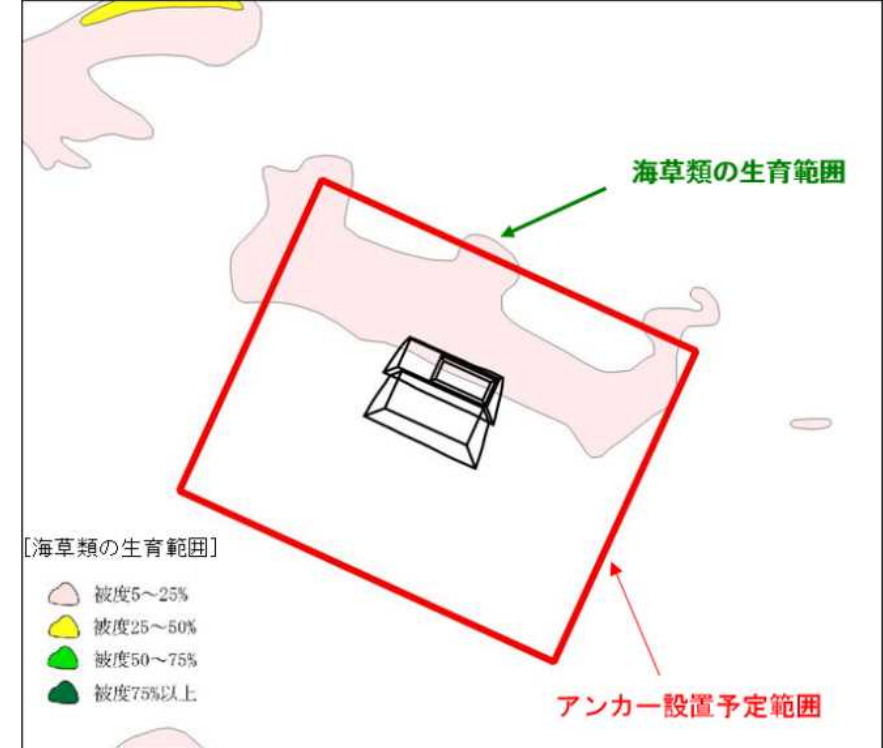 海草類の生育範囲
[海草類の生育範囲]
被度5～25%
被度25～50%
被度50～75%
被度75%以上
アンカー設置予定範囲